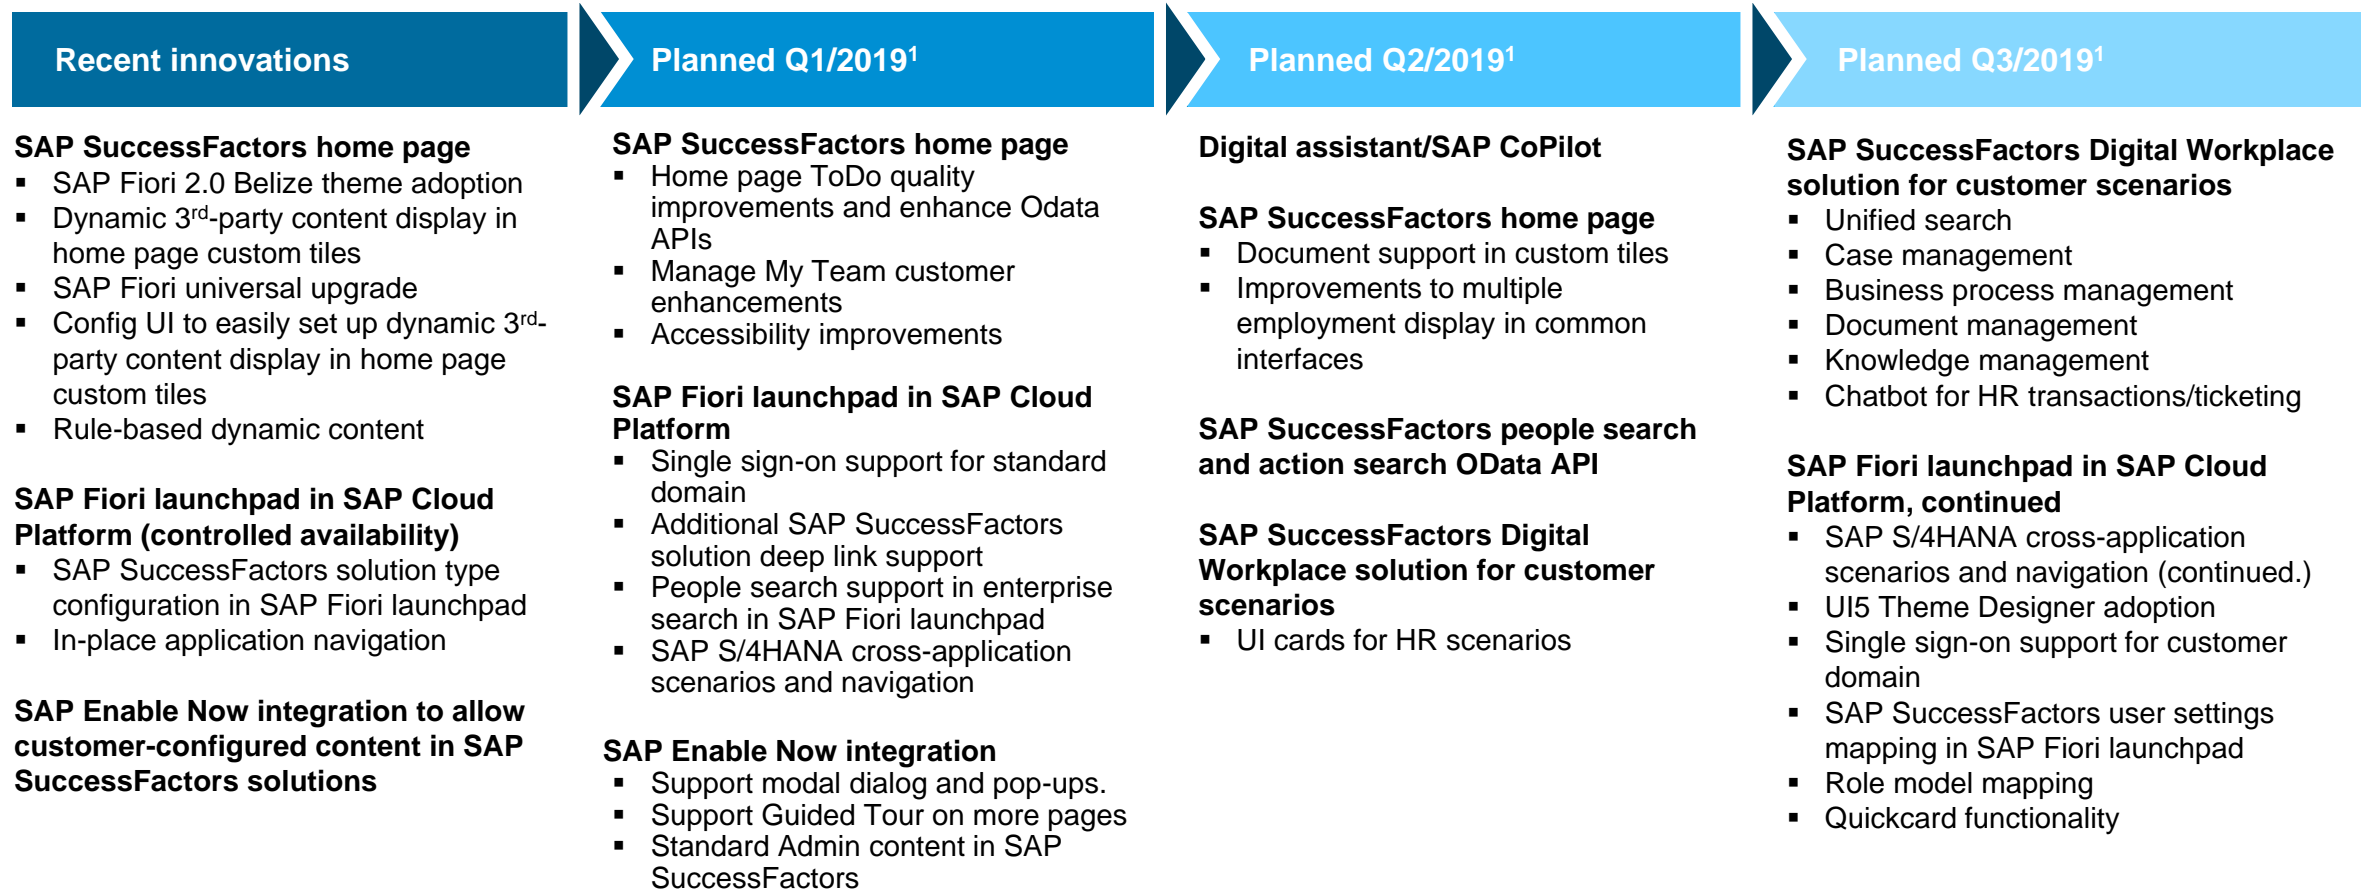 Recent innovations
SAP SuccessFactors home page
▪ SAP Fiori 2.0 Belize theme adoption
▪ Dynamic 3rd-party content display in
home page custom tiles
▪ SAP Fiori universal upgrade
▪ Config UI to easily set up dynamic 3rd-
party content display in home page
custom tiles
▪ Rule-based dynamic content
SAP Fiori launchpad in SAP Cloud
Platform (controlled availability)
▪ SAP SuccessFactors solution type
configuration in SAP Fiori launchpad
▪ In-place application navigation
SAP Enable Now integration to allow
customer-configured content in SAP
SuccessFactors solutions
Planned Q1/2019¹
SAP SuccessFactors home page
▪ Home page ToDo quality
improvements and enhance Odata
APIs
▪ Manage My Team customer
enhancements
▪ Accessibility improvements
SAP Fiori launchpad in SAP Cloud
Platform
▪ Single sign-on support for standard
domain
▪ Additional SAP SuccessFactors
solution deep link support
▪ People search support in enterprise
search in SAP Fiori launchpad
▪ SAP S/4HANA cross-application
scenarios and navigation
SAP Enable Now integration
▪ Support modal dialog and pop-ups.
▪ Support Guided Tour on more pages
▪ Standard Admin content in SAP
SuccessFactors
Planned Q2/2019¹
Digital assistant/SAP CoPilot
SAP SuccessFactors home page
▪ Document support in custom tiles
▪ Improvements to multiple
employment display in common
interfaces
SAP SuccessFactors people search
and action search OData API
SAP SuccessFactors Digital
Workplace solution for customer
scenarios
▪ UI cards for HR scenarios
Planned Q3/2019¹
SAP SuccessFactors Digital Workplace
solution for customer scenarios
▪ Unified search
▪ Case management
▪ Business process management
▪ Document management
▪ Knowledge management
▪ Chatbot for HR transactions/ticketing
SAP Fiori launchpad in SAP Cloud
Platform, continued
▪ SAP S/4HANA cross-application
scenarios and navigation (continued.)
▪ UI5 Theme Designer adoption
▪ Single sign-on support for customer
domain
▪ SAP SuccessFactors user settings
mapping in SAP Fiori launchpad
▪ Role model mapping
▪ Quickcard functionality